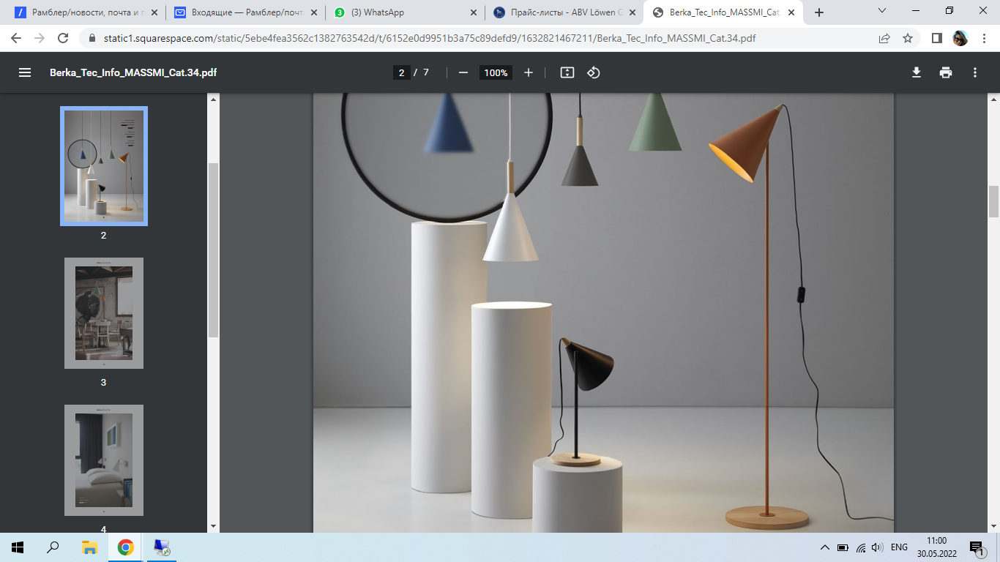 Рамблер/новости, почта и п
Входящие — Рамблер/почт
3 (3) WhatsApp
Прайс-листы - ABV Löwen G
Berka_Tec_Info_MASSMI_Cat.
static1.squarespace.com/static/5ebe4fea3562c1382763542d/t/6152e0d9951b3a75c89defd9/1632821467211/Berka_Tec_Info_MASSMI_Cat.34.pdf
Berka_Tec_Info_MASSMI_Cat.34.pdf
2 / 7
100%
2
3
4
ENG
11:00
30.05.2022
1